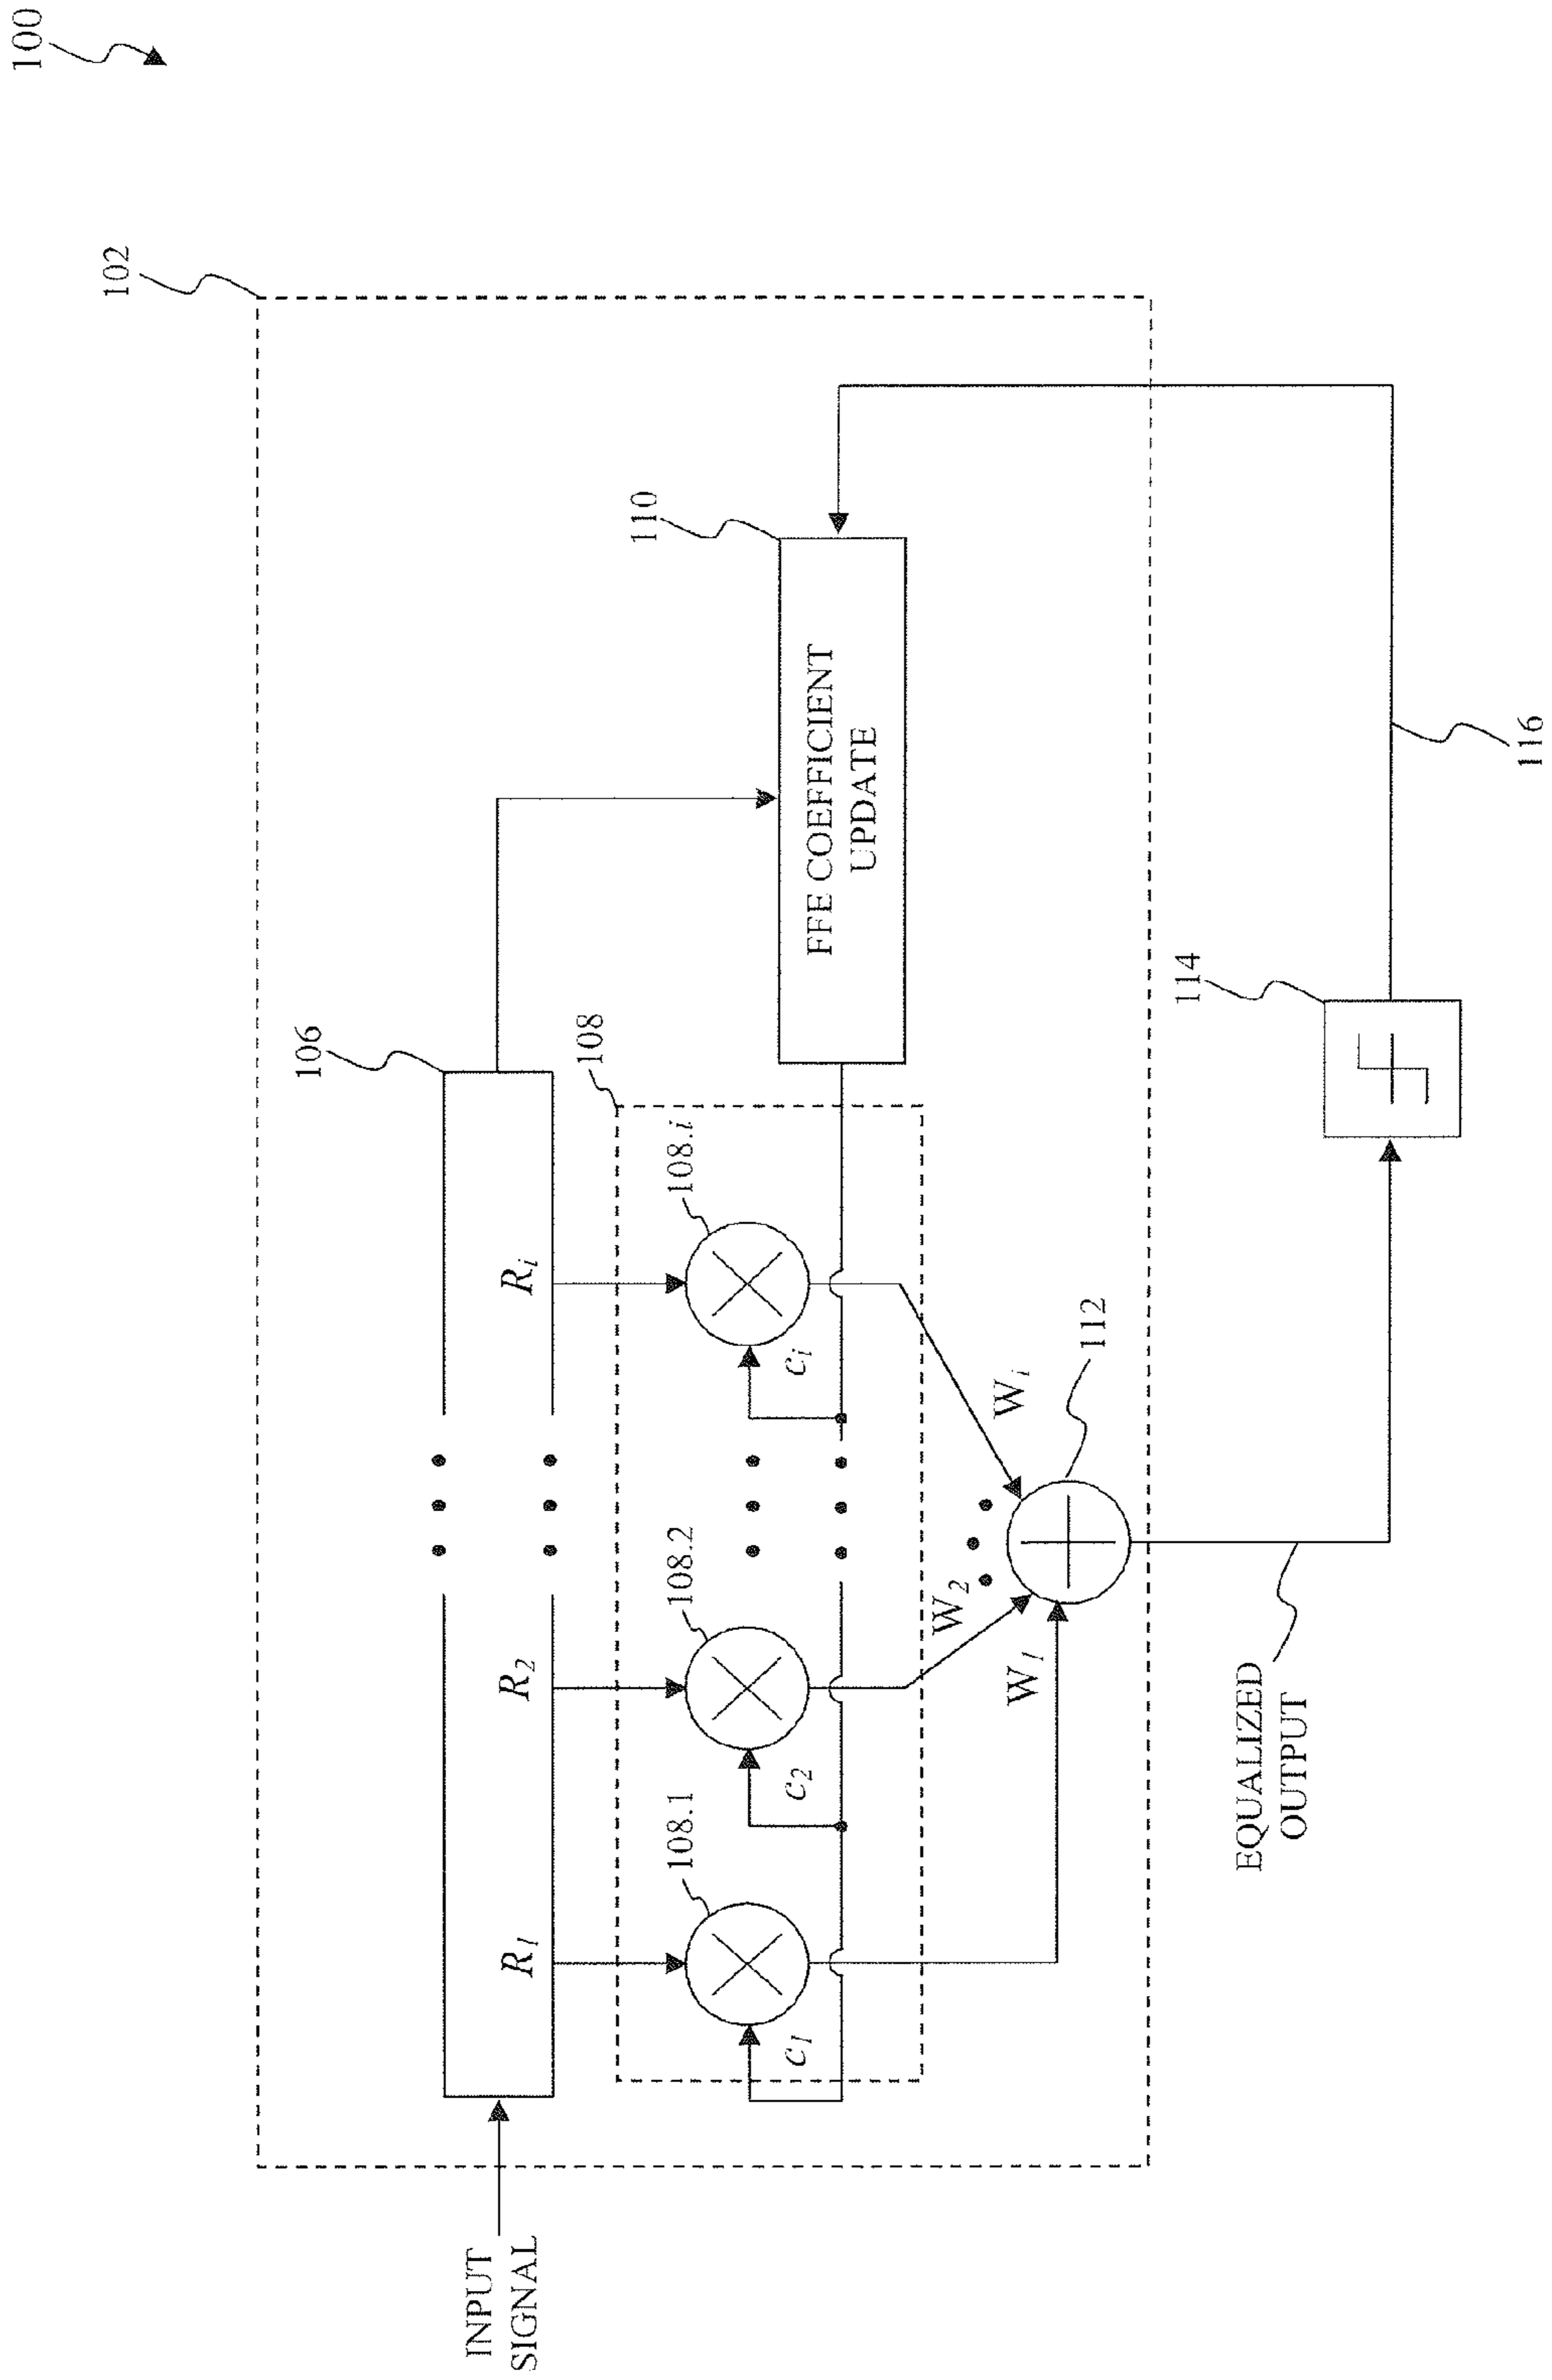 100
102
INPUT
SIGNAL
106
R1
R2
Ri
108
108.1
108.2
108.i
c1
c2
ci
110
FFE COEFFICIENT
UPDATE
W1
W2
Wi
112
EQUALIZED
OUTPUT
114
116